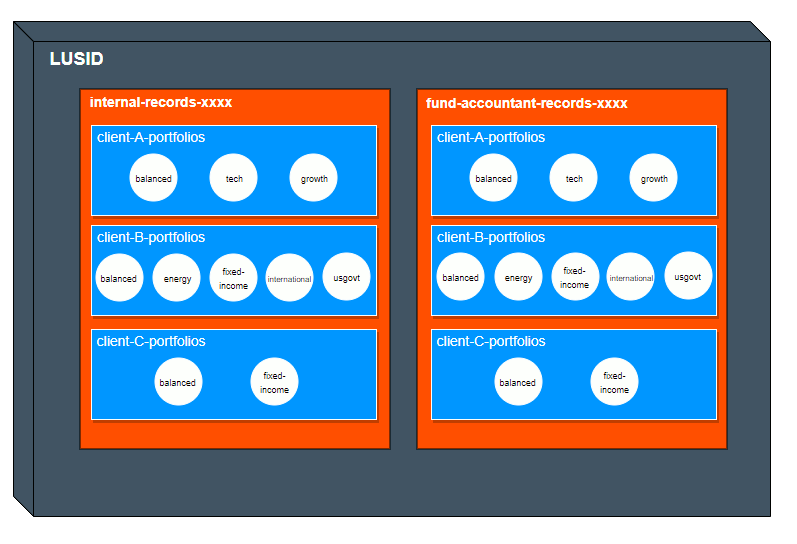 LUSID
internal-records-xxxx
client-A-portfolios
balanced
tech
growth
client-B-portfolios
balanced
energy
fixed-
income
international
usgovt
client-C-portfolios
balanced
fixed-
income
fund-accountant-records-xxxx
client-A-portfolios
balanced
tech
growth
client-B-portfolios
balanced
energy
fixed-
income
international
usgovt
client-C-portfolios
balanced
fixed-
income